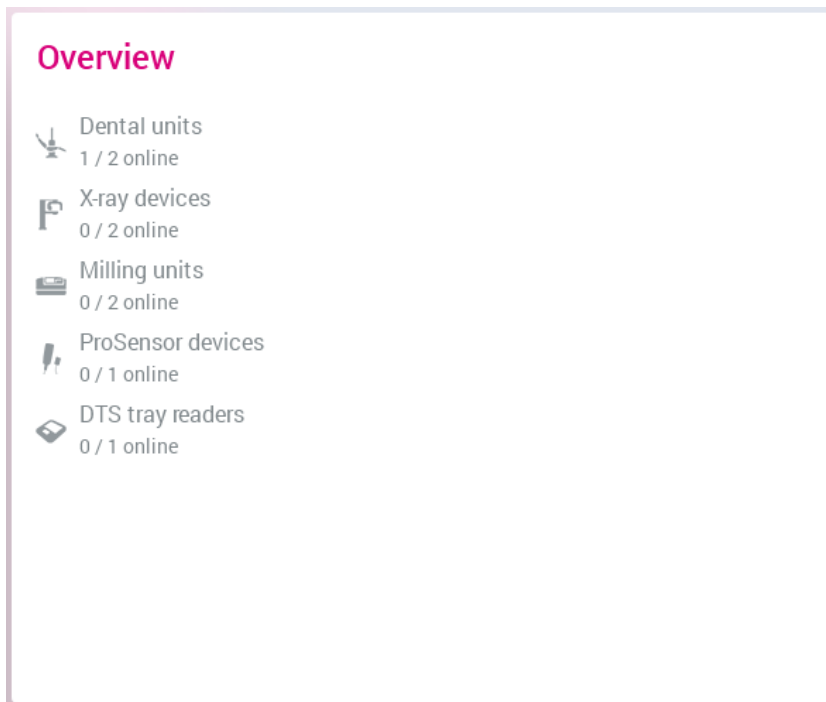 Overview
Dental units
1 / 2 online
X-ray devices
0 / 2 online
Milling units
0 / 2 online
ProSensor devices
0 / 1 online
DTS tray readers
0 / 1 online